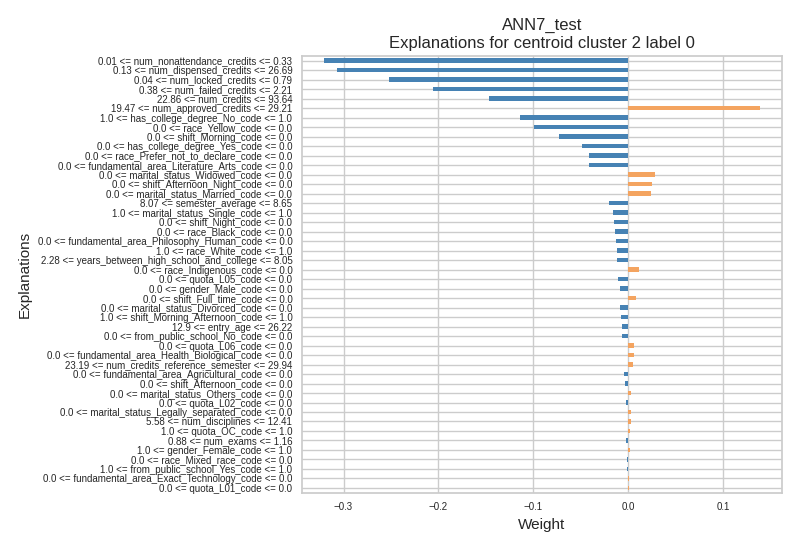 ANN7_test
Explanations for centroid cluster 2 label 0
0.01 <= num_nonattendance_credits <= 0.33
0.13 <= num_dispensed_credits <= 26.69
0.04 <= num_locked_credits <= 0.79
0.38 <= num_failed_credits <= 2.21
22.86 <= num_credits <= 93.64
19.47 <= num_approved_credits <= 29.21
1.0 <= has_college_degree_No_code <= 1.0
0.0 <= race_Yellow_code <= 0.0
0.0 <= shift_Morning_code <= 0.0
0.0 <= has_college_degree_Yes_code <= 0.0
0.0 <= race_Prefer_not_to_declare_code <= 0.0
0.0 <= fundamental_area_Literature_Arts_code <= 0.0
0.0 <= marital_status_Widowed_code <= 0.0
0.0 <= shift_Afternoon_Night_code <= 0.0
0.0 <= marital_status_Married_code <= 0.0
8.07 <= semester_average <= 8.65
1.0 <= marital_status_Single_code <= 1.0
0.0 <= shift_Night_code <= 0.0
0.0 <= race_Black_code <= 0.0
0.0 <= fundamental_area_Philosophy_Human_code <= 0.0
1.0 <= race_White_code <= 1.0
2.28 <= years_between_high_school_and_college <= 8.05
0.0 <= race_Indigenous_code <= 0.0
0.0 <= quota_L05_code <= 0.0
0.0 <= gender_Male_code <= 0.0
0.0 <= shift_Full_time_code <= 0.0
0.0 <= marital_status_Divorced_code <= 0.0
1.0 <= shift_Morning_Afternoon_code <= 1.0
12.9 <= entry_age <= 26.22
0.0 <= from_public_school_No_code <= 0.0
0.0 <= quota_L06_code <= 0.0
0.0 <= fundamental_area_Health_Biological_code <= 0.0
23.19 <= num_credits_reference_semester <= 29.94
0.0 <= fundamental_area_Agricultural_code <= 0.0
0.0 <= shift_Afternoon_code <= 0.0
0.0 <= marital_status_Others_code <= 0.0
0.0 <= quota_L02_code <= 0.0
0.0 <= marital_status_Legally_separated_code <= 0.0
5.58 <= num_disciplines <= 12.41
1.0 <= quota_OC_code <= 1.0
0.88 <= num_exams <= 1.16
1.0 <= gender_Female_code <= 1.0
0.0 <= race_Mixed_race_code <= 0.0
1.0 <= from_public_school_Yes_code <= 1.0
0.0 <= fundamental_area_Exact_Technology_code <= 0.0
0.0 <= quota_L01_code <= 0.0
Explanations
−0.3 −0.2 −0.1 0.0 0.1
Weight